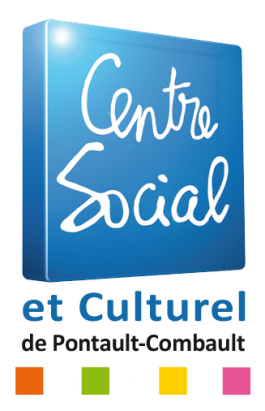 Centre
Social
et Culturel
de Pontault-Combault